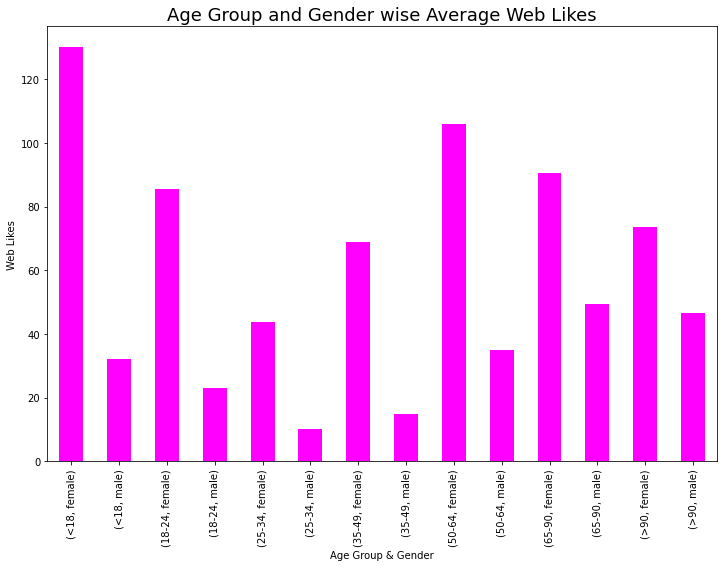 Age Group and Gender wise Average Web Likes
Web Likes
120
100
80
60
40
20
0
(<18, female)
(<18, male)
(18-24, female)
(18-24, male)
(25-34, female)
(25-34, male)
(35-49, female)
(35-49, male)
(50-64, female)
(50-64, male)
(65-90, female)
(65-90, male)
(>90, female)
(>90, male)
Age Group & Gender